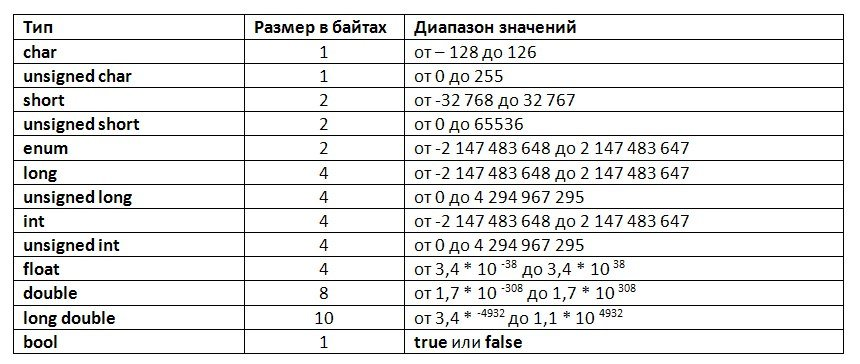 Тип Размер в байтах Диапазон значений
char 1 от – 128 до 126
unsigned char 1 от 0 до 255
short 2 от -32 768 до 32 767
unsigned short 2 от 0 до 65536
enum 2 от -2 147 483 648 до 2 147 483 647
long 4 от -2 147 483 648 до 2 147 483 647
unsigned long 4 от 0 до 4 294 967 295
int 4 от -2 147 483 648 до 2 147 483 647
unsigned int 4 от 0 до 4 294 967 295
float 4 от 3,4 * 10 -38 до 3,4 * 10 38
double 8 от 1,7 * 10 -308 до 1,7 * 10 308
long double 10 от 3,4 * -4932 до 1,1 * 10 4932
bool 1 true или false